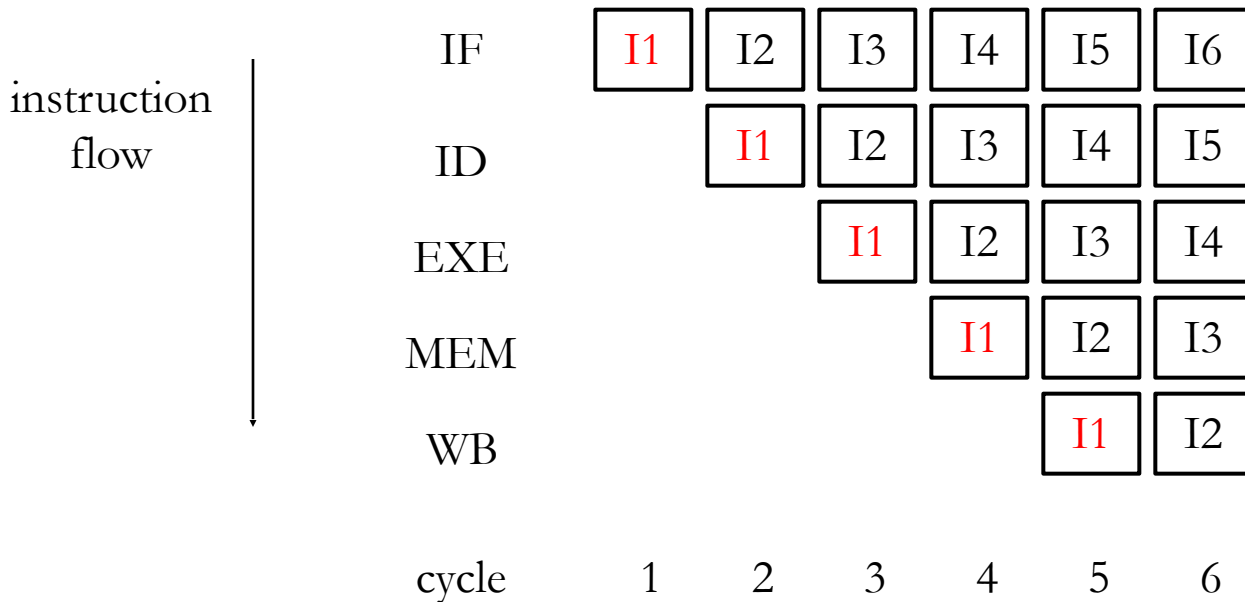 instruction
flow
IF I1 I2 I3 I4 I5 I6
ID I1 I2 I3 I4 I5
EXE I1 I2 I3 I4
MEM I1 I2 I3
WB I1 I2
cycle 1 2 3 4 5 6